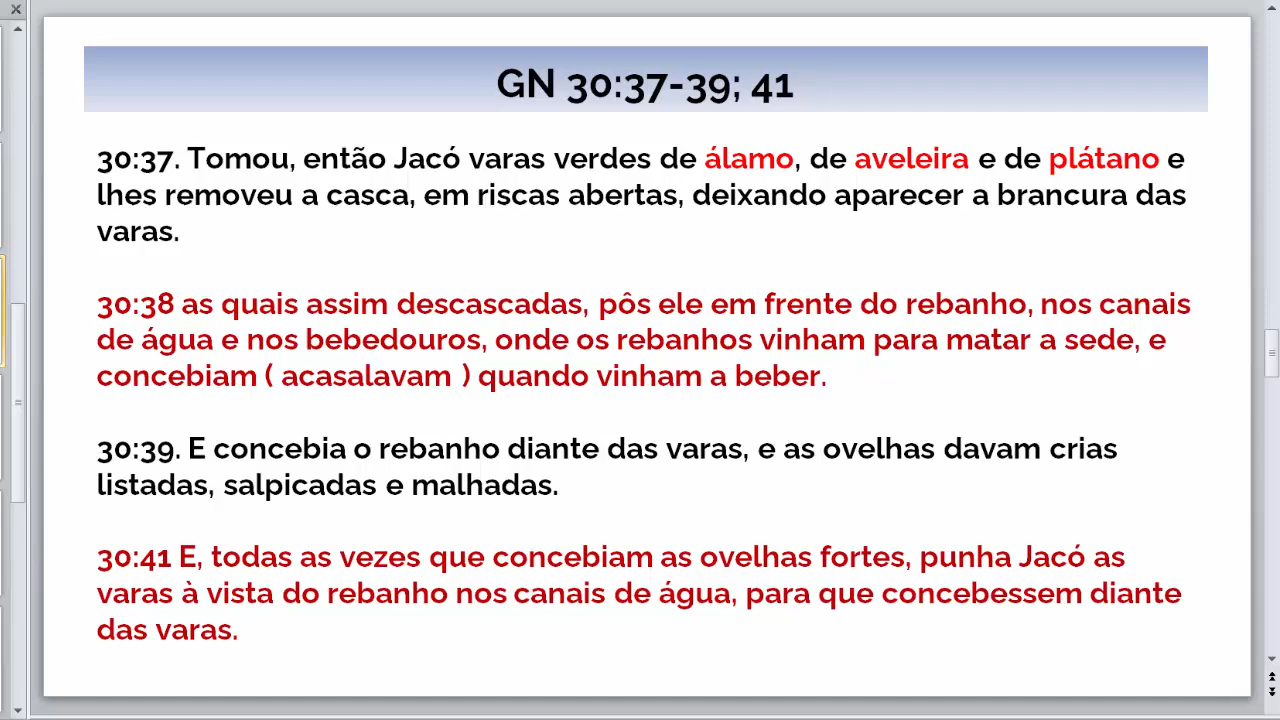 GN 30:37-39; 41
30:37. Tomou, então Jacó varas verdes de álamo, de aveleira e de plátano e
lhes removeu a casca, em riscas abertas, deixando aparecer a brancura das
varas.
30:38 as quais assim descascadas, pôs ele em frente do rebanho, nos canais
de água e nos bebedouros, onde os rebanhos vinham para matar a sede, e
concebiam ( acasalavam ) quando vinham a beber.
30:39. E concebia o rebanho diante das varas, e as ovelhas davam crias
listadas, salpicadas e malhadas.
30:41 E, todas as vezes que concebiam as ovelhas fortes, punha Jacó as
varas à vista do rebanho nos canais de água, para que concebessem diante
das varas.